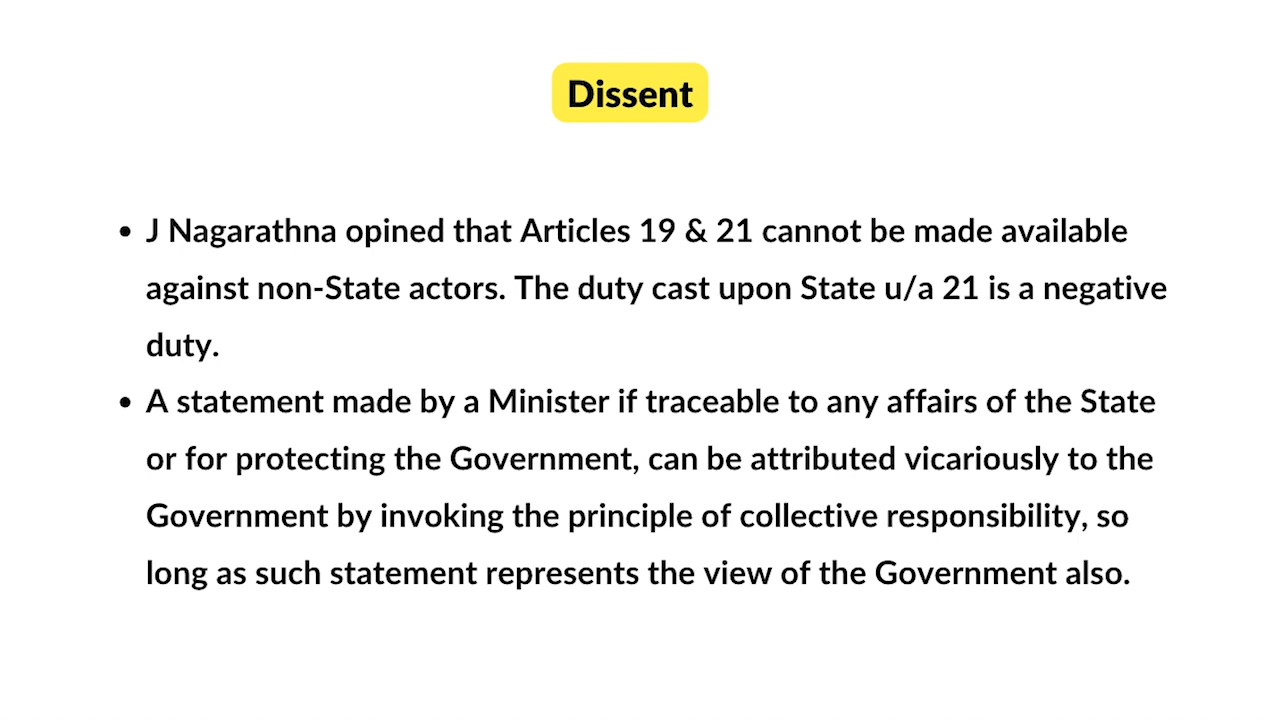 Dissent
• J Nagarathna opined that Articles 19 & 21 cannot be made available
against non-State actors. The duty cast upon State u/a 21 is a negative
duty.
• A statement made by a Minister if traceable to any affairs of the State
or for protecting the Government, can be attributed vicariously to the
Government by invoking the principle of collective responsibility, so
long as such statement represents the view of the Government also.